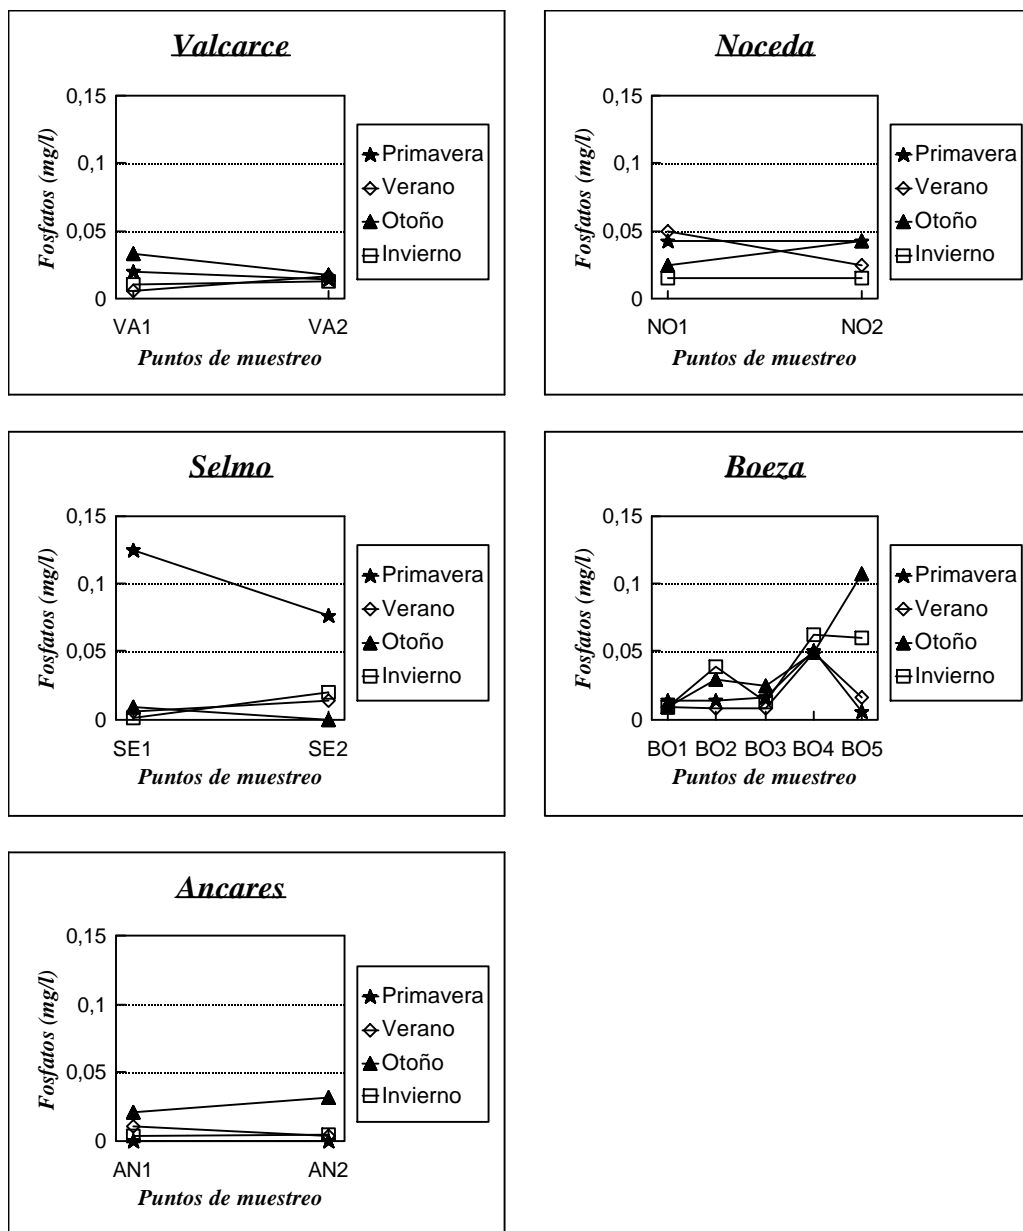 Valcarce
0,15
0,1
0,05
0
Fosfatos (mg/l)
VA1 VA2
Puntos de muestreo
Primavera
Verano
Otoño
Invierno
Noceda
0,15
0,1
0,05
0
Fosfatos (mg/l)
NO1 NO2
Puntos de muestreo
Primavera
Verano
Otoño
Invierno
Selmo
0,15
0,1
0,05
0
Fosfatos (mg/l)
SE1 SE2
Puntos de muestreo
Primavera
Verano
Otoño
Invierno
Boeza
0,15
0,1
0,05
0
Fosfatos (mg/l)
BO1 BO2 BO3 BO4 BO5
Puntos de muestreo
Primavera
Verano
Otoño
Invierno
Ancares
0,15
0,1
0,05
0
Fosfatos (mg/l)
AN1 AN2
Puntos de muestreo
Primavera
Verano
Otoño
Invierno